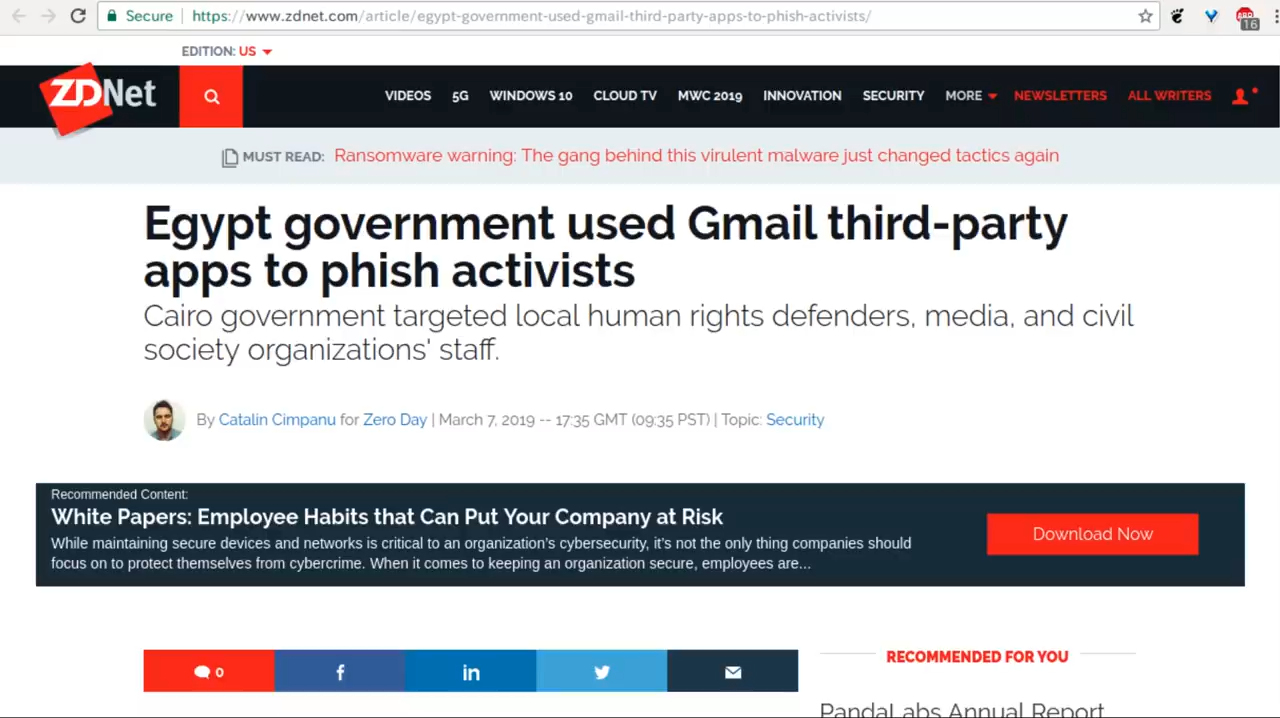 Secure https://www.zdnet.com/article/egypt-government-used-gmail-third-party-apps-to-phish-activists/
16
EDITION: US
ZDNet
VIDEOS 5G WINDOWS 10 CLOUD TV MWC 2019 INNOVATION SECURITY MORE NEWSLETTERS ALL WRITERS
MUST READ: Ransomware warning: The gang behind this virulent malware just changed tactics again
Egypt government used Gmail third-party
apps to phish activists
Cairo government targeted local human rights defenders, media, and civil
society organizations' staff.
By Catalin Cimpanu for Zero Day | March 7, 2019 -- 17:35 GMT (09:35 PST) | Topic: Security
Recommended Content:
White Papers: Employee Habits that Can Put Your Company at Risk
While maintaining secure devices and networks is critical to an organization's cybersecurity, it's not the only thing companies should
focus on to protect themselves from cybercrime. When it comes to keeping an organization secure, employees are...
Download Now
0
f
in
RECOMMENDED FOR YOU
PandaLabs Annual Report